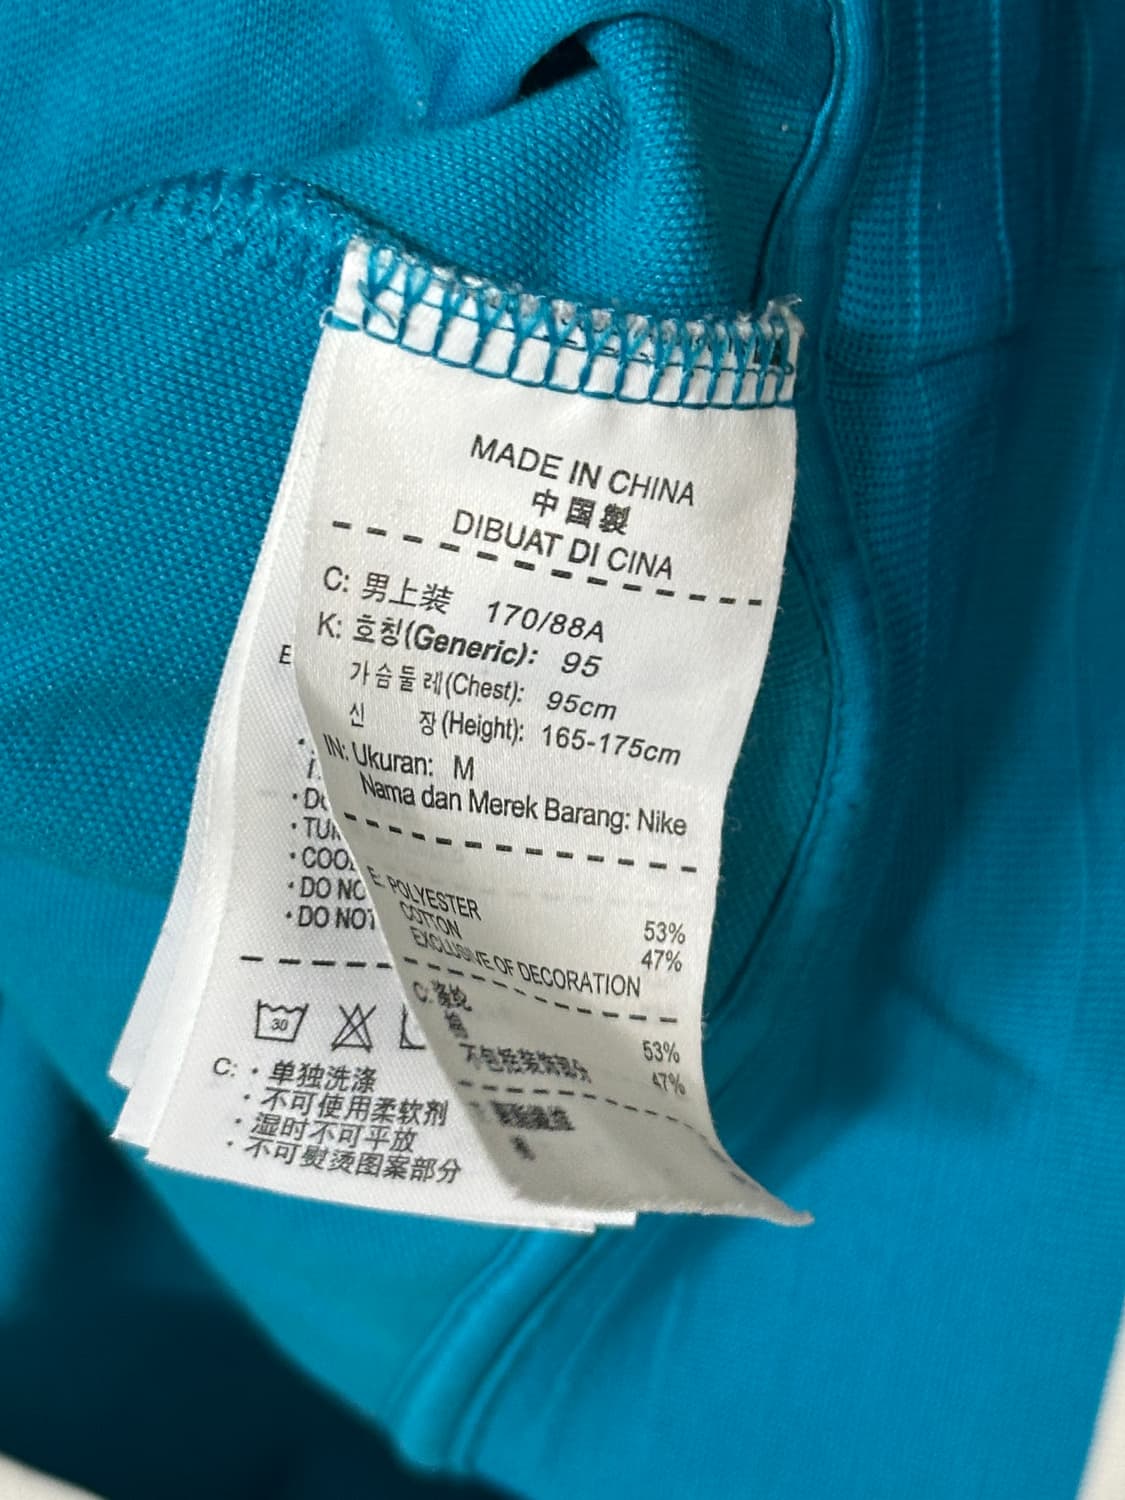 MADE IN CHINA
中国製
DIBUAT DI CINA
C: 男上装 170/88A
K: 호칭(Generic): 95
가슴둘레(Chest): 95cm
신 장(Height): 165-175cm
IN: Ukuran: M
Nama dan Merek Barang: Nike
E: POLYESTER 53%
COTTON 47%
EXCLUSIVE OF DECORATION
C: 涤纶 53%
棉 47%
不包括装饰部分
E
• DO NO
• DO NOT
30
C: • 单独洗涤
• 不可使用柔软剂
• 湿时不可平放
• 不可熨烫图案部分